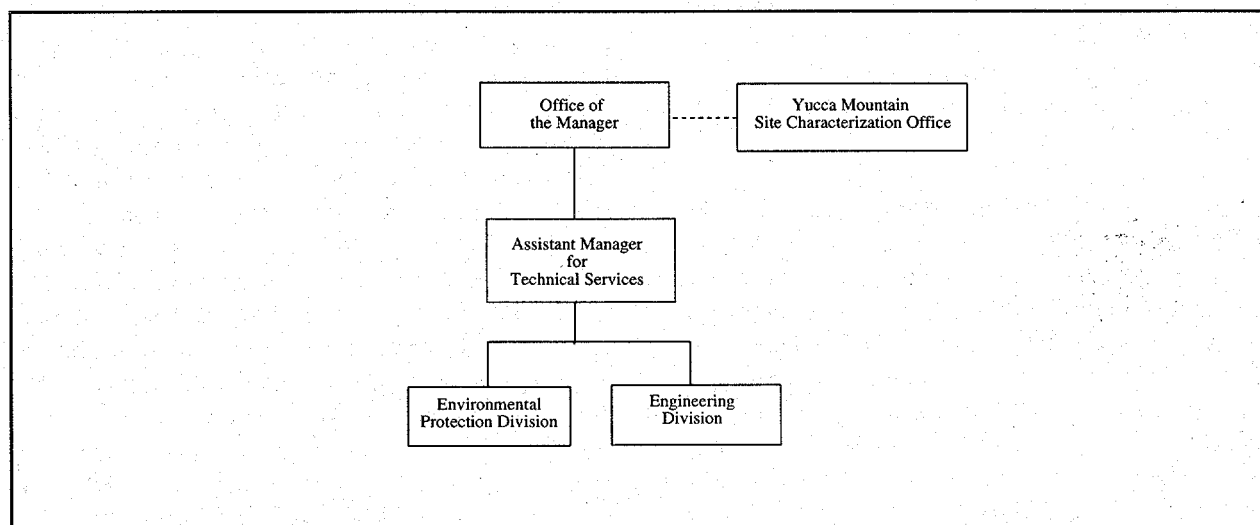 Office of
the Manager
Yucca Mountain
Site Characterization Office
Assistant Manager
for
Technical Services
Environmental
Protection Division
Engineering
Division